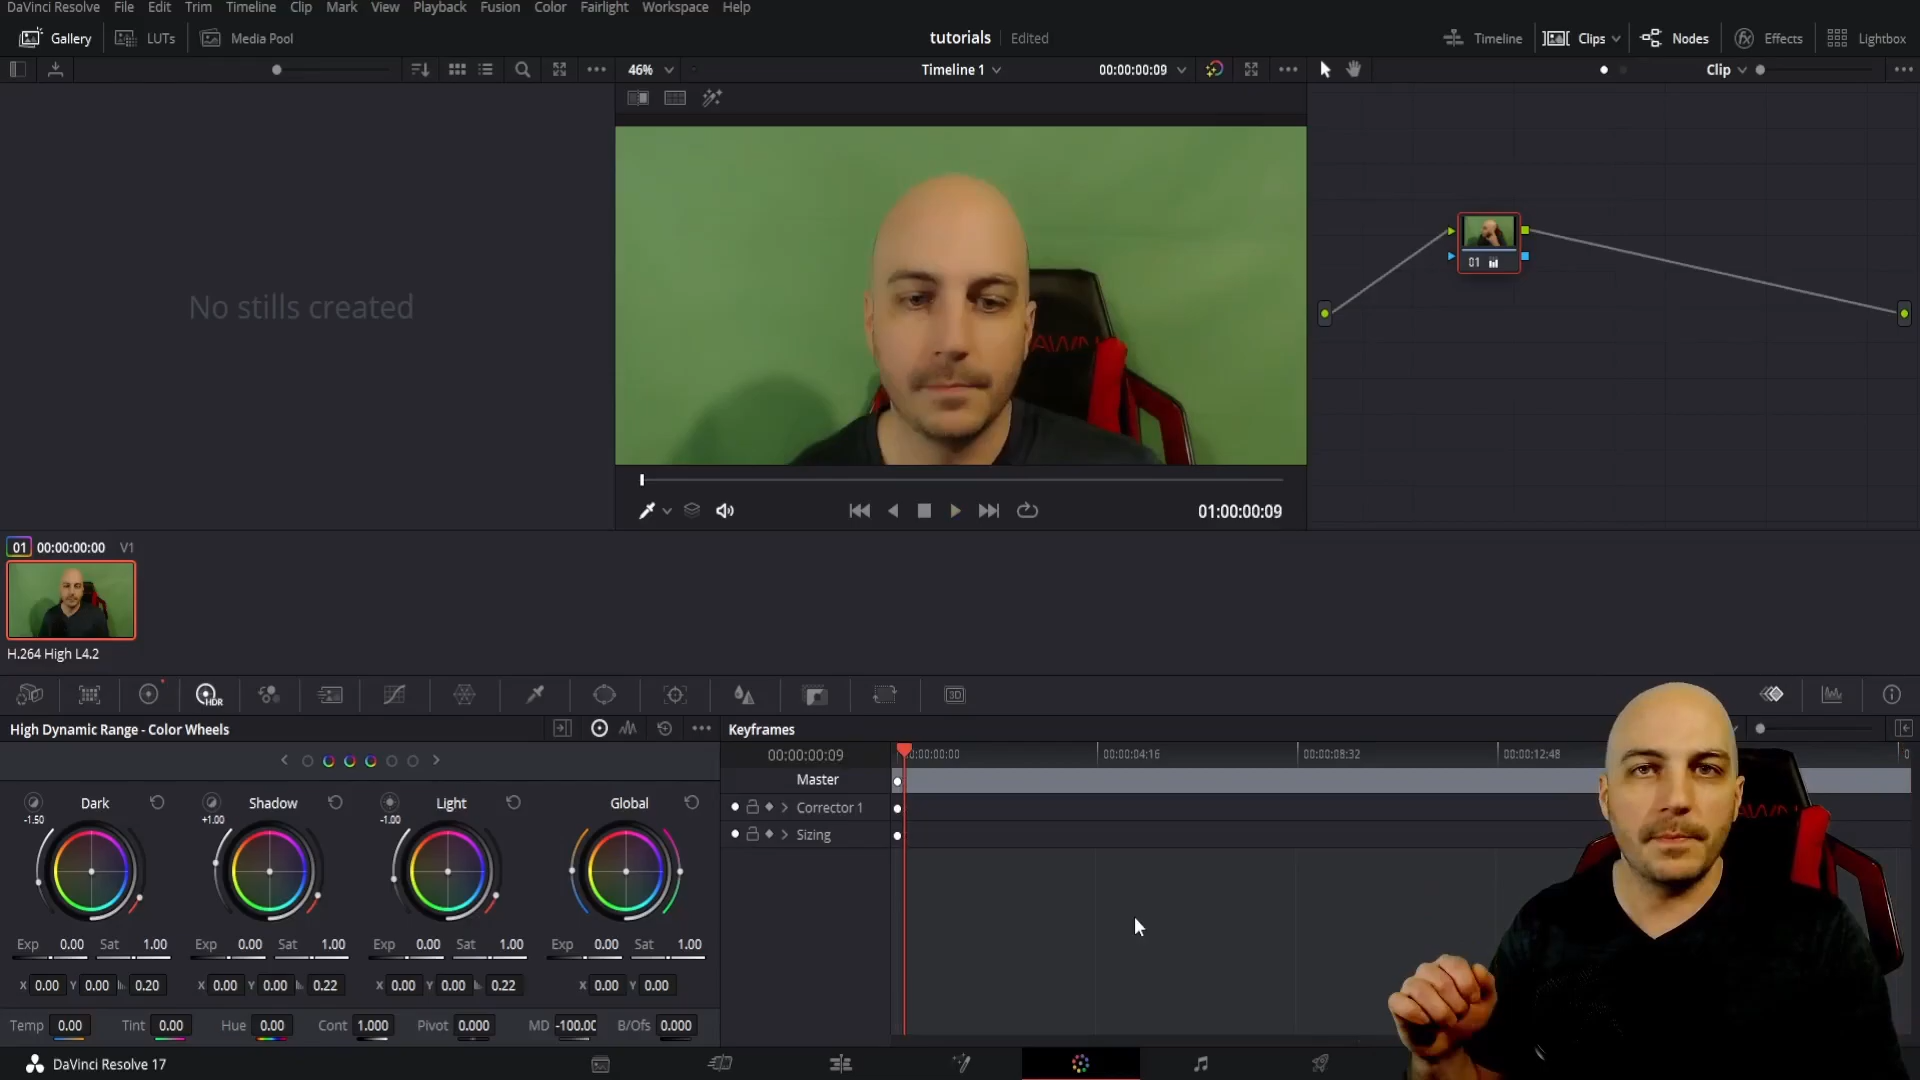 DaVinci Resolve File Edit Trim Timeline Clip Mark View Playback Fusion Color Fairlight Workspace Help
Gallery LUTs Media Pool tutorials Edited Timeline Clips Nodes Effects Lightbox
46% Timeline 1 00:00:00:09 Clip
No stills created
01
01:00:00:09
01 00:00:00:00 V1
H.264 High L4.2
HDR 3D
High Dynamic Range - Color Wheels Keyframes
00:00:00:09 00:00:00:00 00:00:04:16 00:00:08:32 00:00:12:48
Master
Dark Shadow Light Global
-1.50 +1.00 -1.00
Corrector 1
Sizing
Exp 0.00 Sat 1.00 Exp 0.00 Sat 1.00 Exp 0.00 Sat 1.00 Exp 0.00 Sat 1.00
X 0.00 Y 0.00 0.20 X 0.00 Y 0.00 0.22 X 0.00 Y 0.00 0.22 X 0.00 Y 0.00
Temp 0.00 Tint 0.00 Hue 0.00 Cont 1.000 Pivot 0.000 MD -100.00 B/Ofs 0.000
DaVinci Resolve 17